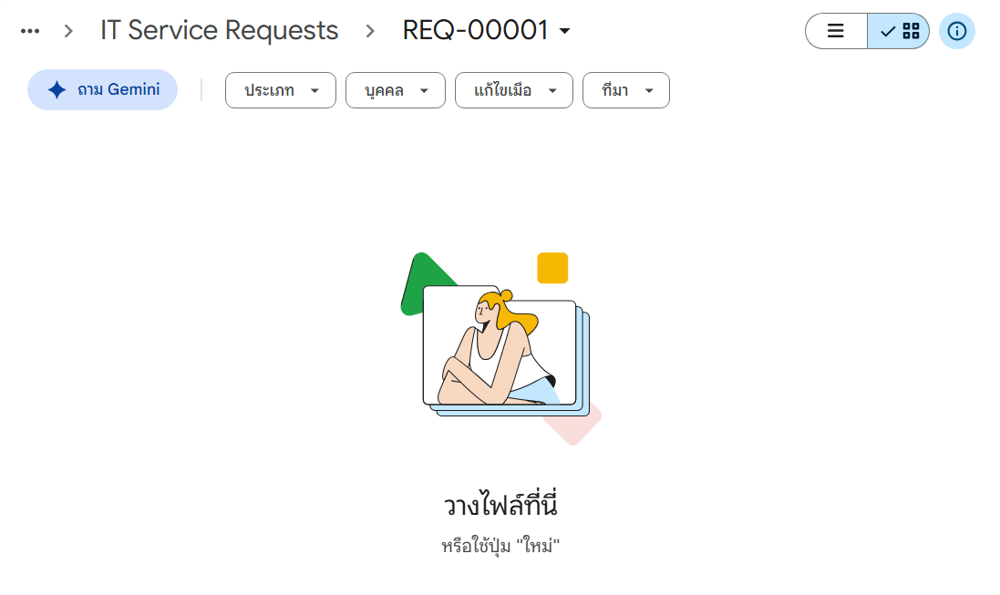 IT Service Requests REQ-00001
ถาม Gemini ประเภท บุคคล แก้ไขเมื่อ ที่มา
วางไฟล์ที่นี่
หรือใช้ปุ่ม "ใหม่"